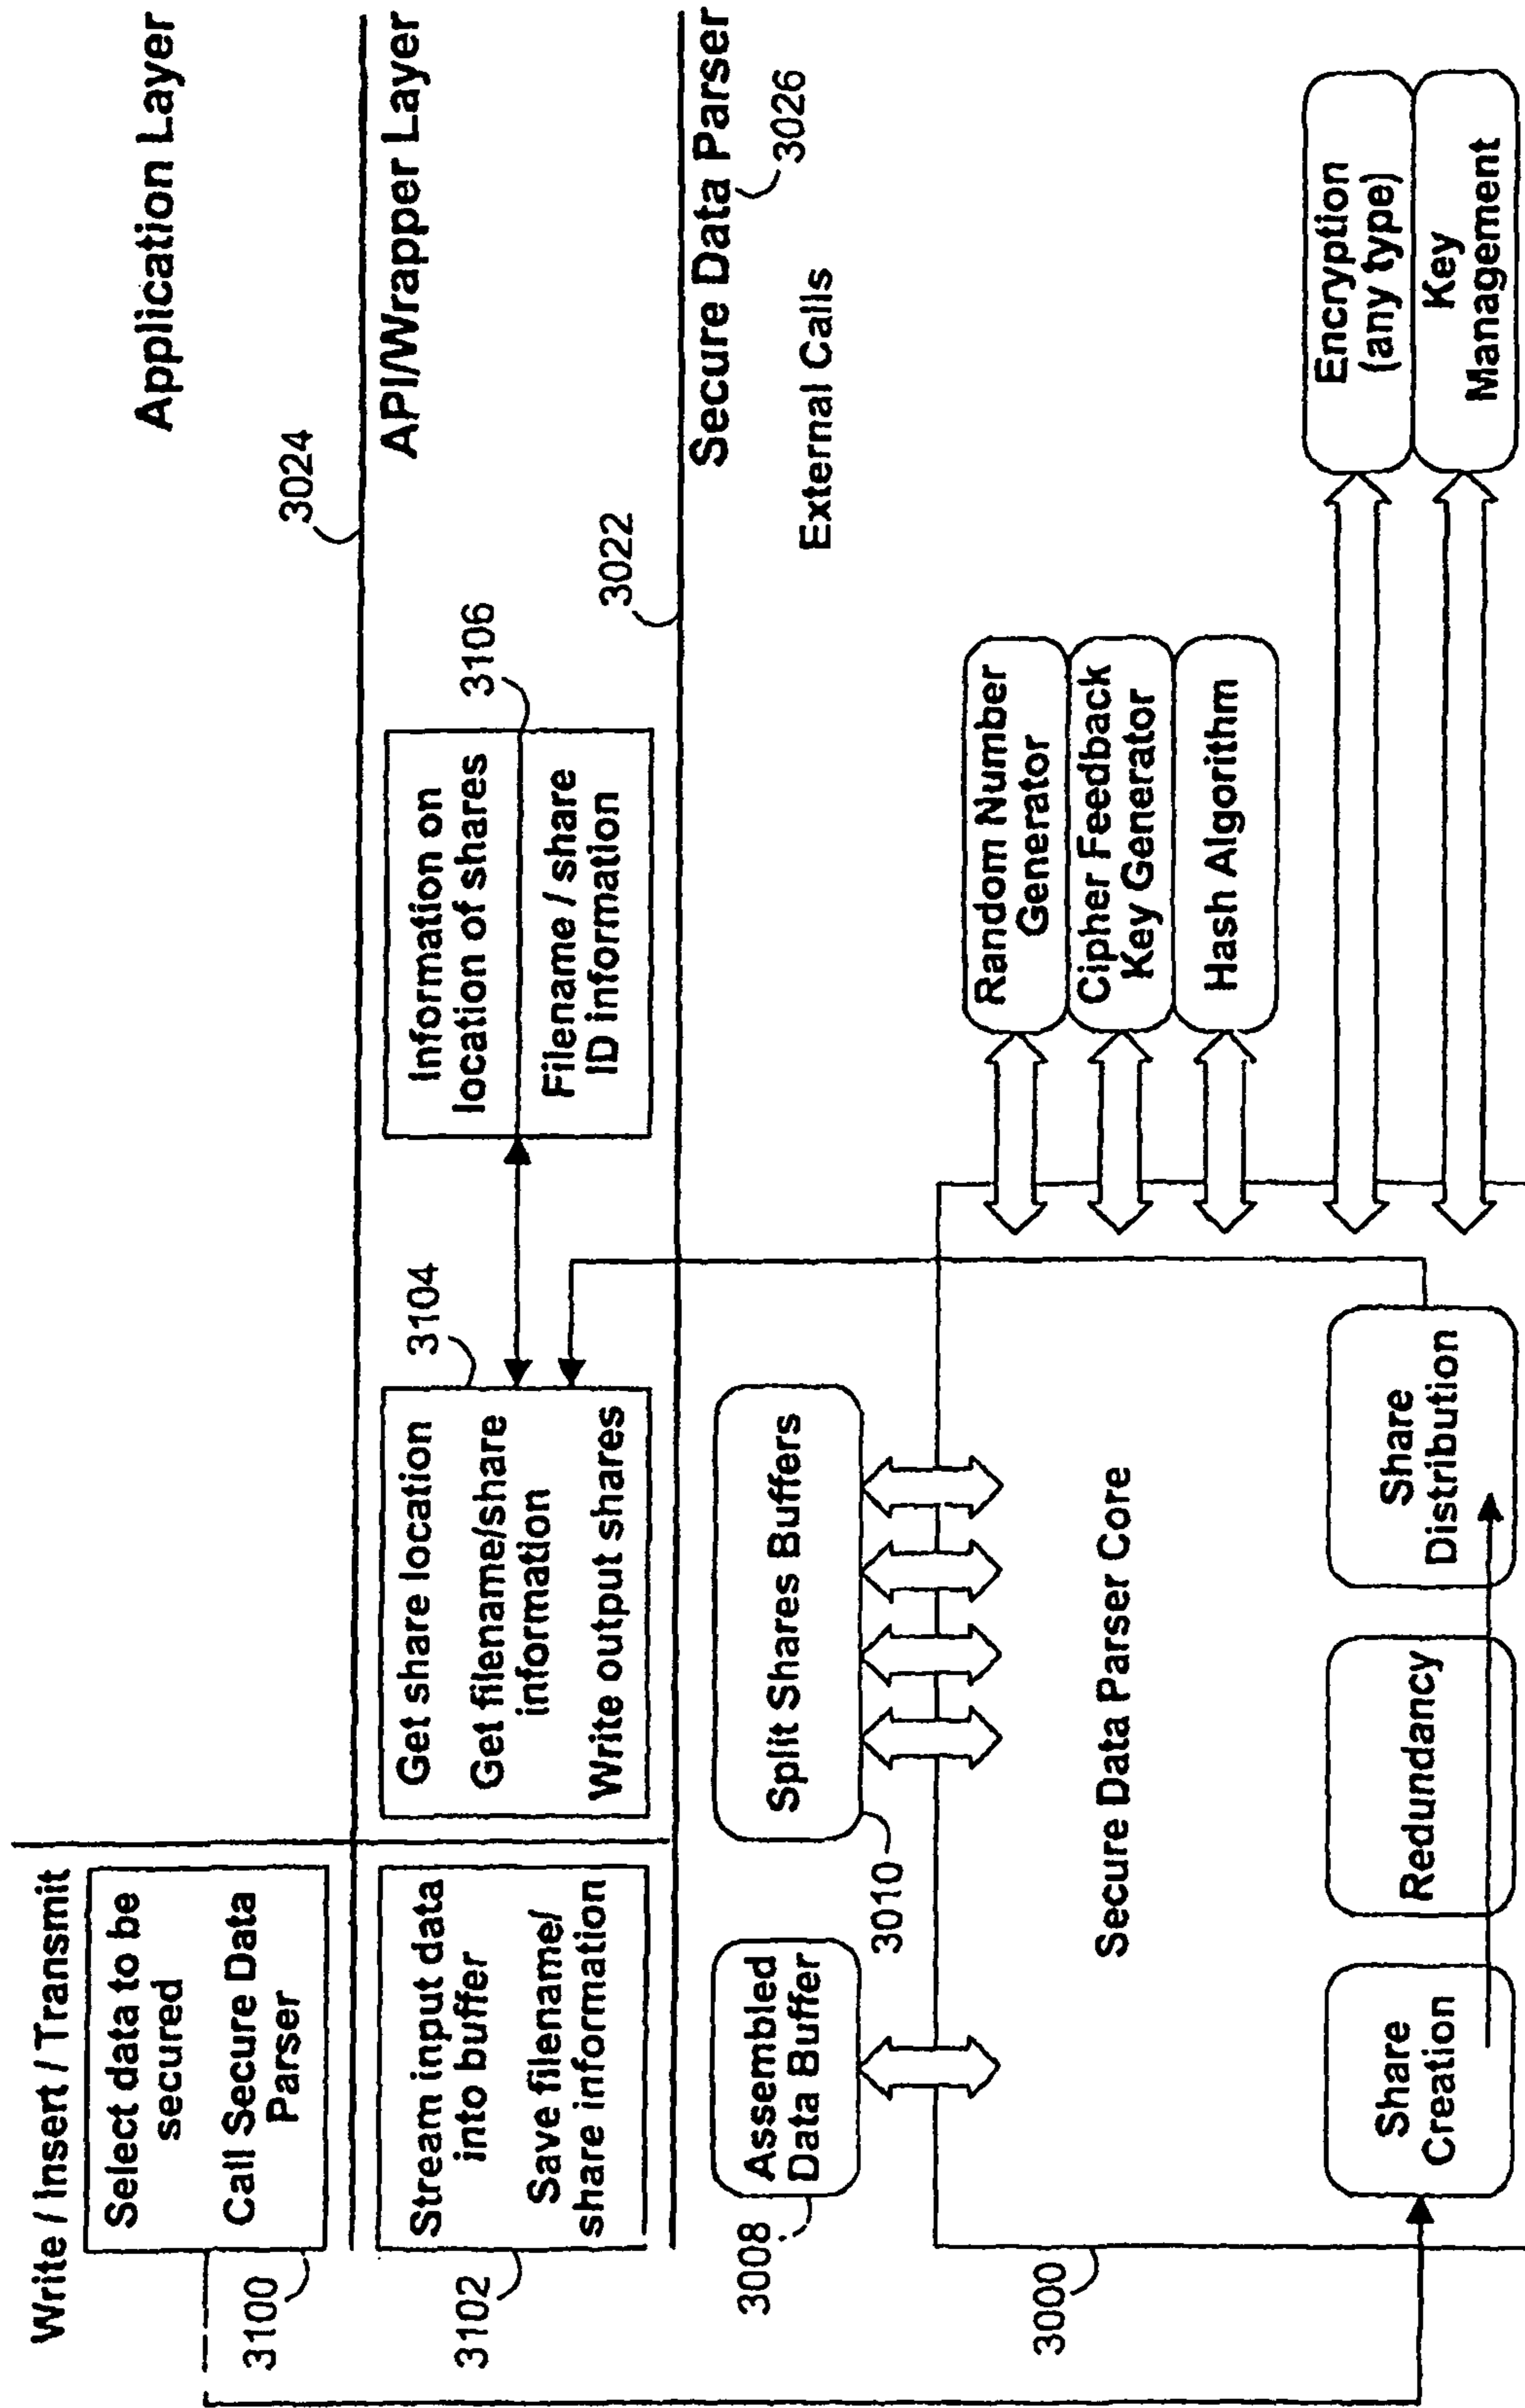 Write / Insert / Transmit
Application Layer
Select data to be
secured
Call Secure Data
Parser
3100
3024
API/Wrapper Layer
Stream input data
into buffer
Save filename/
share information
3102
Get share location
Get filename/share
information
Write output shares
3104
Information on
location of shares
Filename / share
ID information
3106
3022
Secure Data Parser
3026
External Calls
Assembled
Data Buffer
3008
Split Shares Buffers
3010
3000
Secure Data Parser Core
Random Number
Generator
Cipher Feedback
Key Generator
Hash Algorithm
Share
Creation
Redundancy
Share
Distribution
Encryption
(any type)
Key
Management